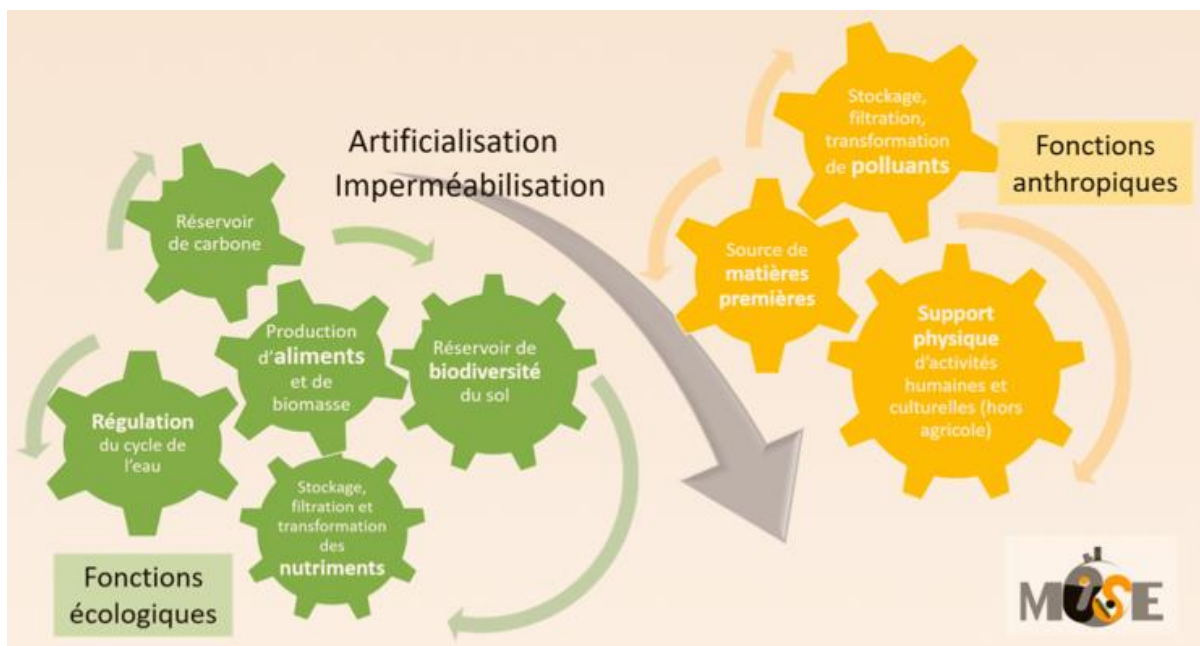 Artificialisation
Imperméabilisation
Réservoir
de carbone
Production
d'aliments
et de
biomasse
Réservoir de
biodiversité
du sol
Régulation
du cycle de
l'eau
Stockage,
filtration et
transformation
des
nutriments
Fonctions
écologiques
Stockage,
filtration,
transformation
de polluants
Fonctions
anthropiques
Source de
matières
premières
Support
physique
d'activités
humaines et
culturelles (hors
agricole)
MUSE